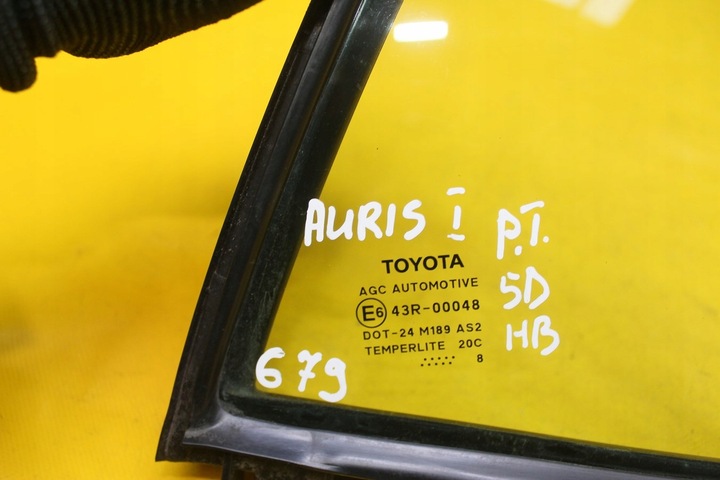 AURIS I P.T.
5D
HB
TOYOTA
AGC AUTOMOTIVE
E6 43R-00048
DOT-24 M189 AS2
TEMPERLITE 20C
8
679